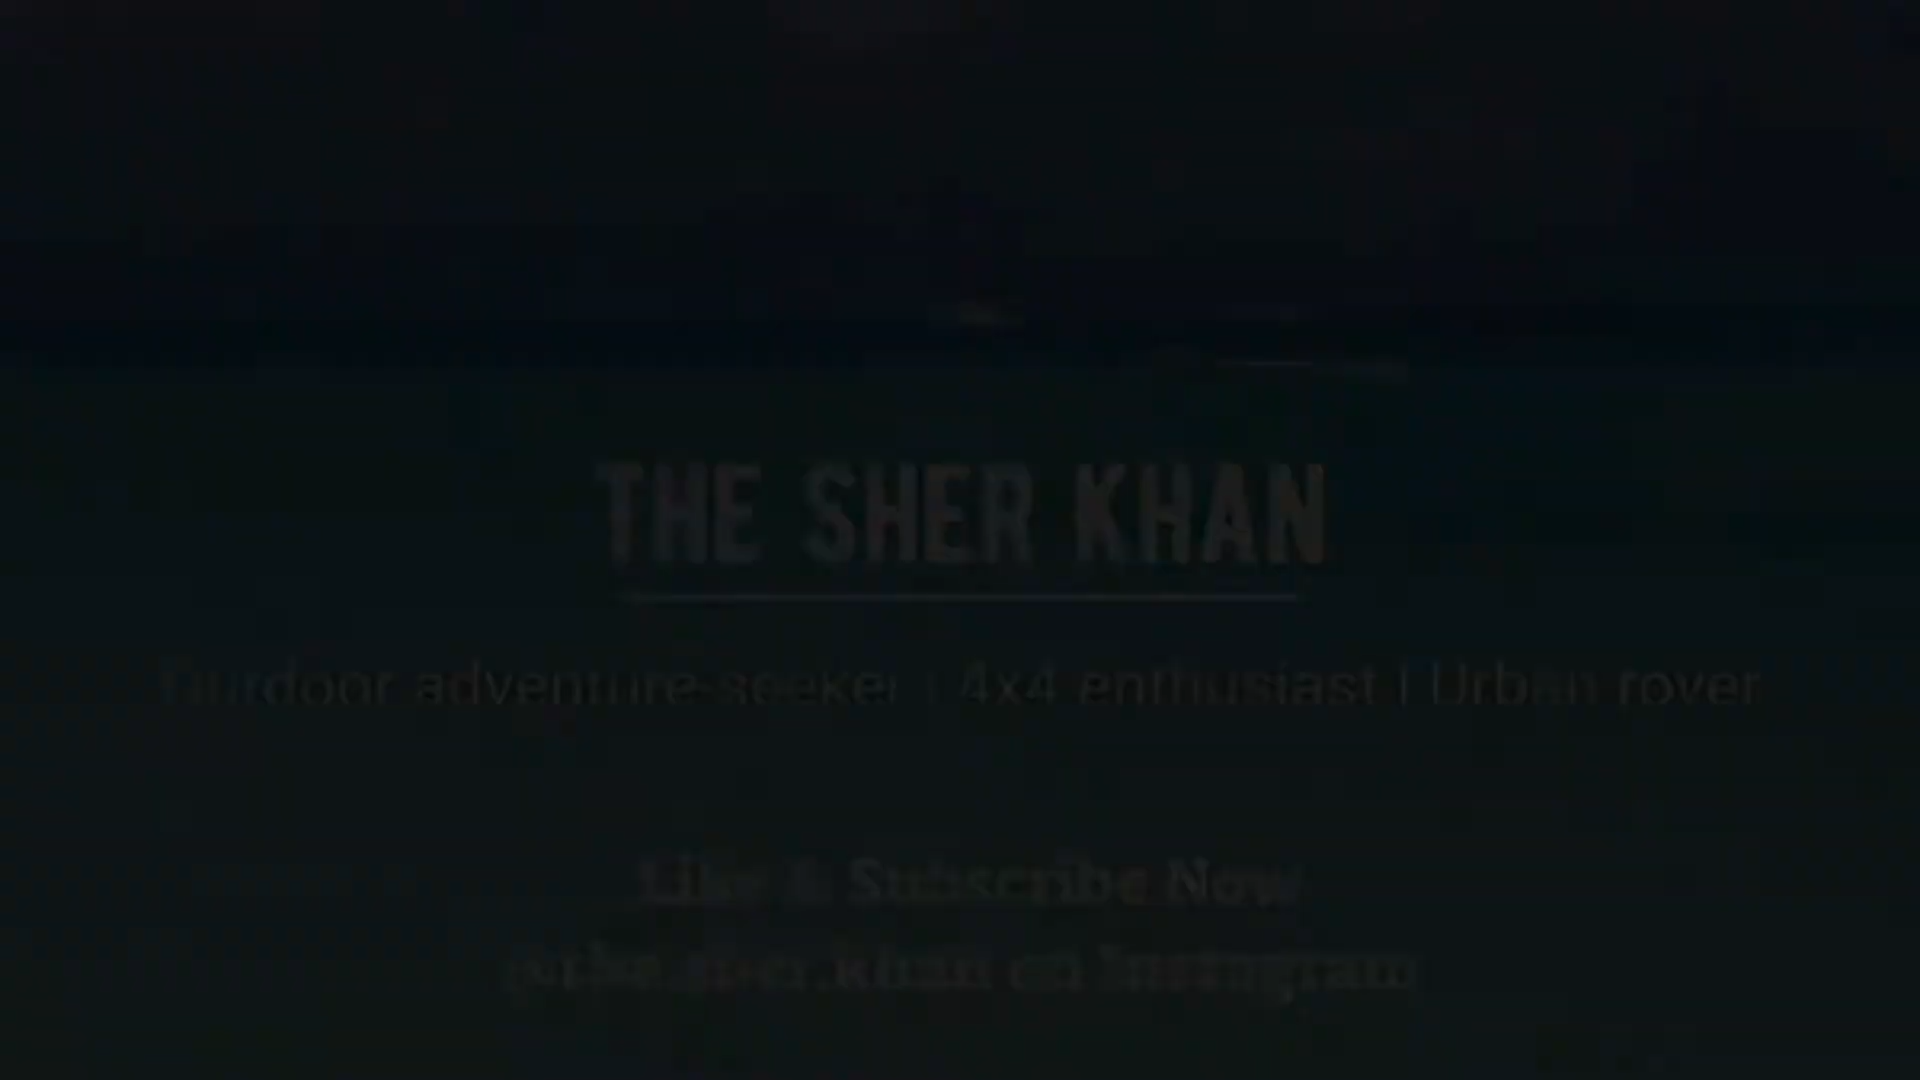 THE SHER KHAN
Outdoor adventure seeker | 4x4 enthusiast | Urban rover
Like & Subscribe Now
@the.sher.khan on Instagram